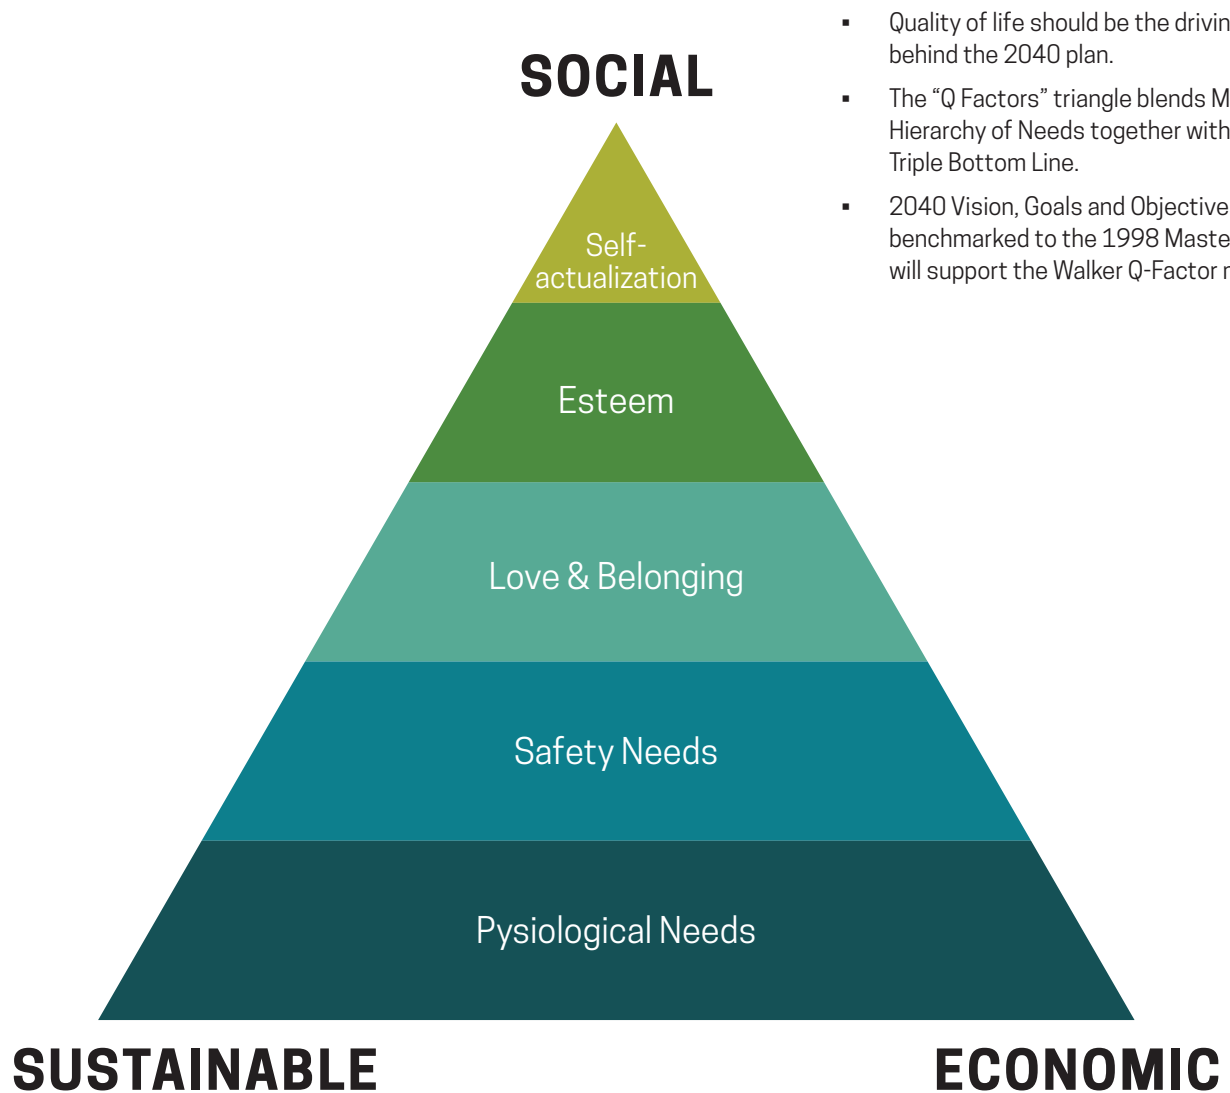 ▪ Quality of life should be the drivin
behind the 2040 plan.
▪ The “Q Factors” triangle blends M
Hierarchy of Needs together with
Triple Bottom Line.
▪ 2040 Vision, Goals and Objective
benchmarked to the 1998 Maste
will support the Walker Q-Factor
SOCIAL
Self-
actualization
Esteem
Love & Belonging
Safety Needs
Pysiological Needs
SUSTAINABLE
ECONOMIC